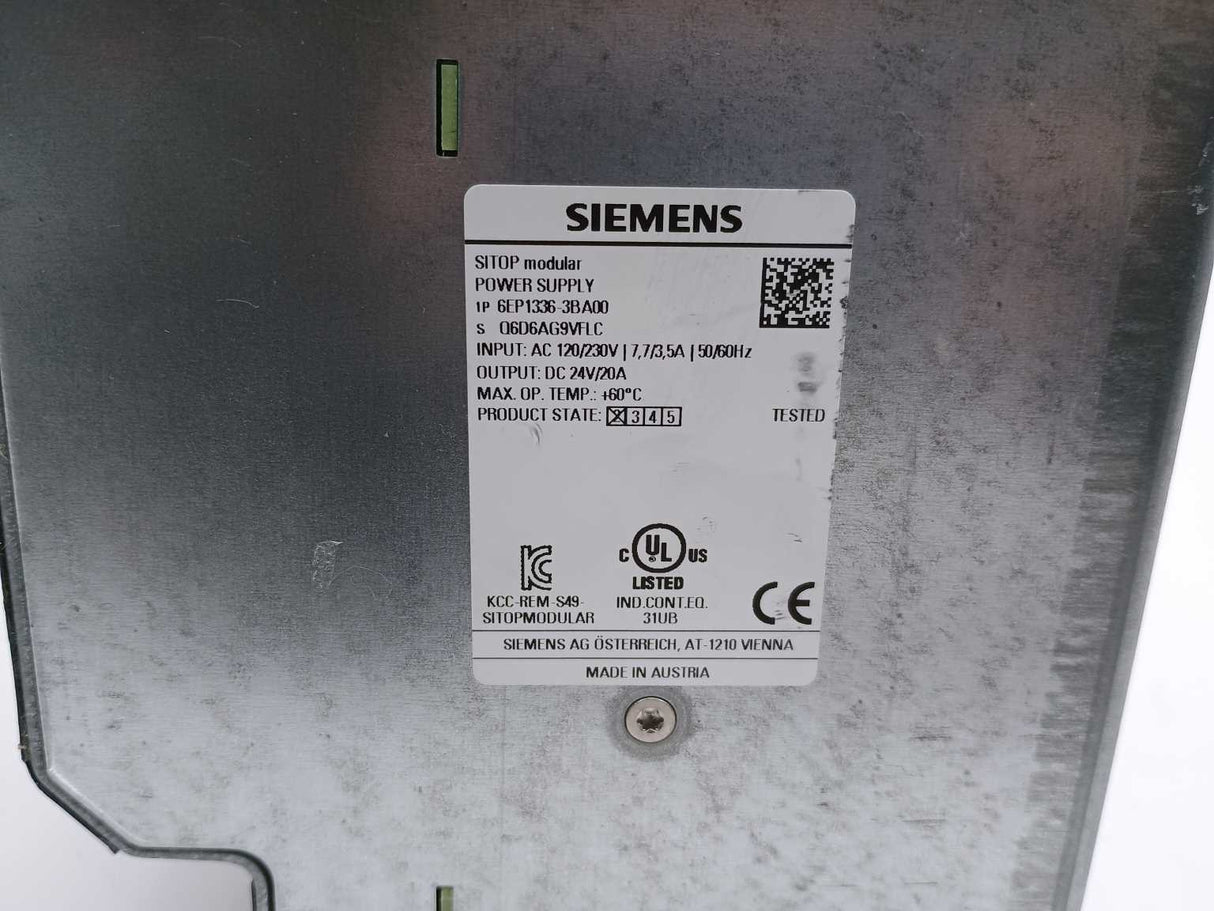 SIEMENS
SITOP modular
POWER SUPPLY
1P 6EP1336-3BA00
S Q6D6AG9VFLC
INPUT: AC 120/230V | 7,7/3,5A | 50/60Hz
OUTPUT: DC 24V/20A
MAX. OP. TEMP.: +60°C
PRODUCT STATE: 2 3 4 5 TESTED
C UL US
LISTED
KCC-REM-S49- IND.CONT.EQ.
SITOPMODULAR 31UB
CE
SIEMENS AG ÖSTERREICH, AT-1210 VIENNA
MADE IN AUSTRIA